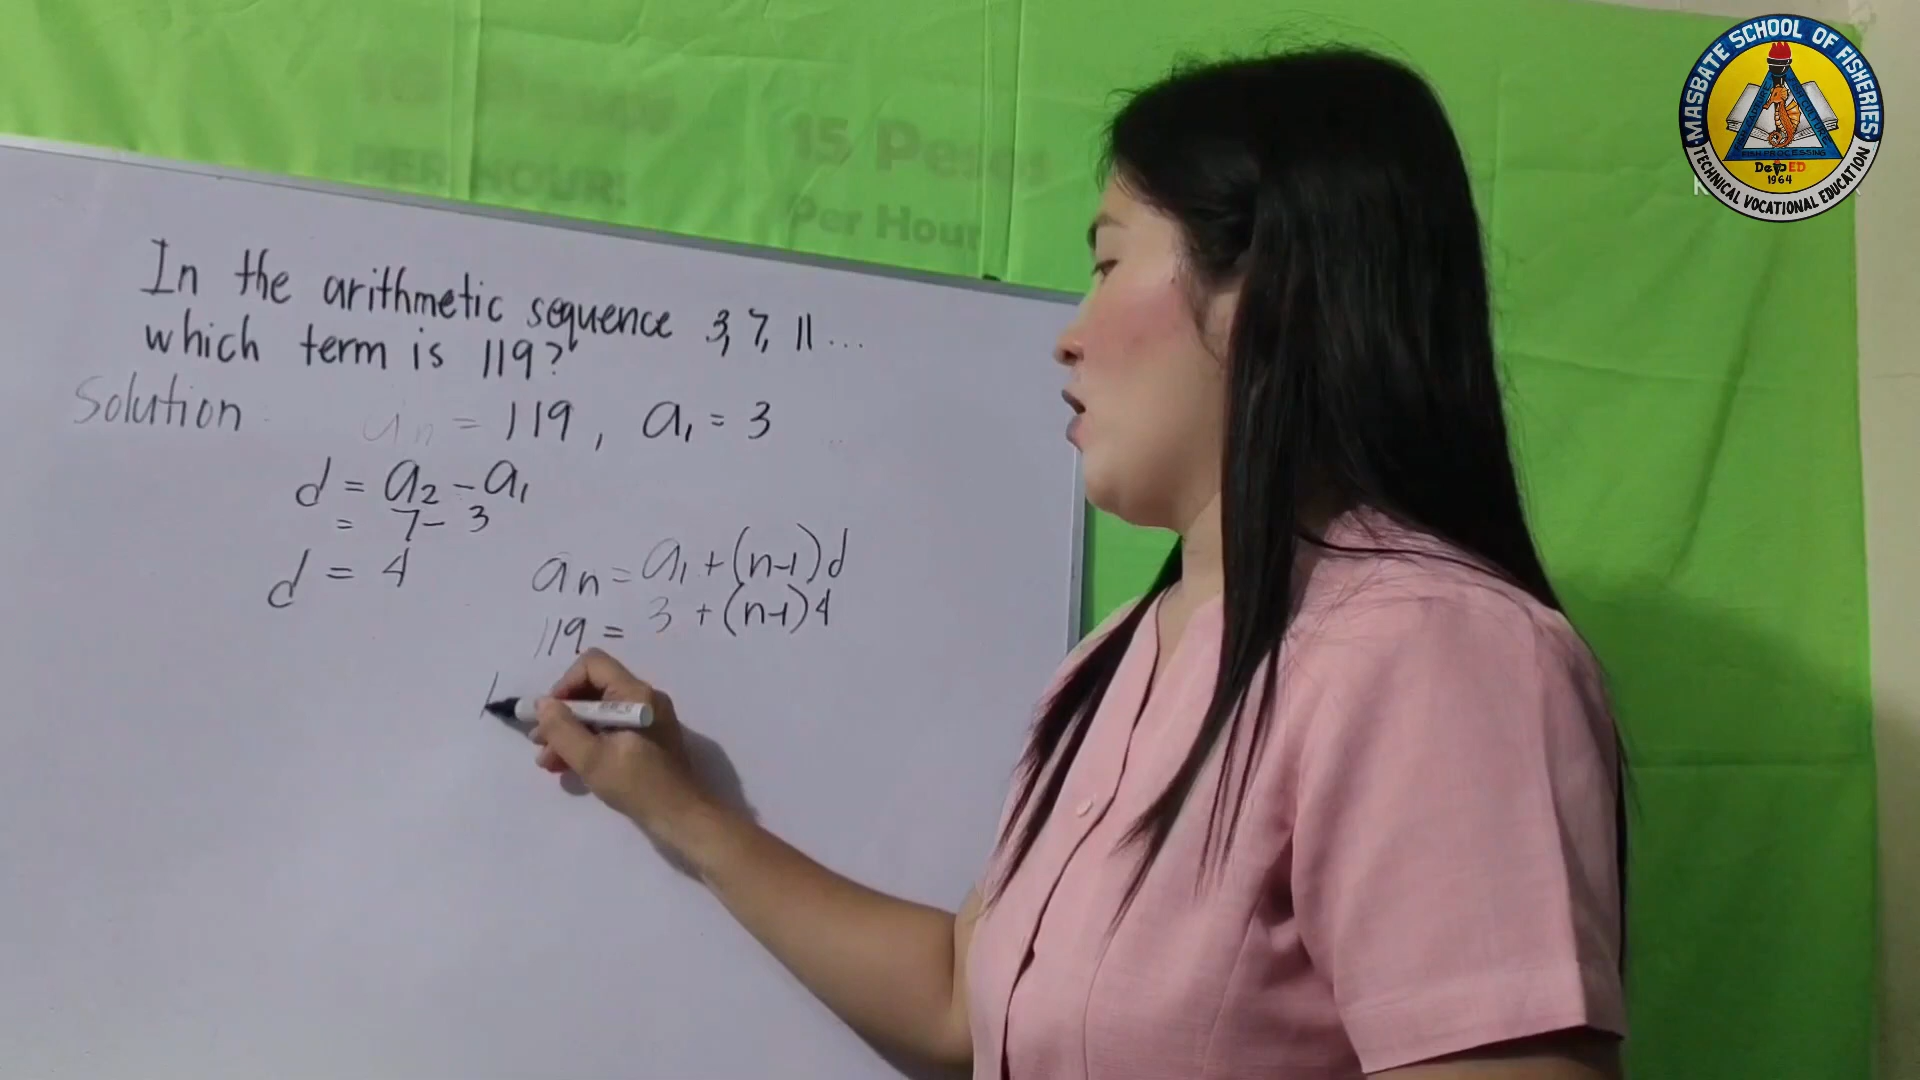 In the arithmetic sequence 3, 7, 11 ...
which term is 119?
Solution
an = 119, a1 = 3
d = a2 - a1
= 7 - 3
d = 4
an = a1 + (n-1)d
119 = 3 + (n-1)4
15 Pesos
PER HOUR
Per Hour
MASBATE SCHOOL OF FISHERIES
TECHNICAL VOCATIONAL EDUCATION
FISH PROCESSING
DepED
1964